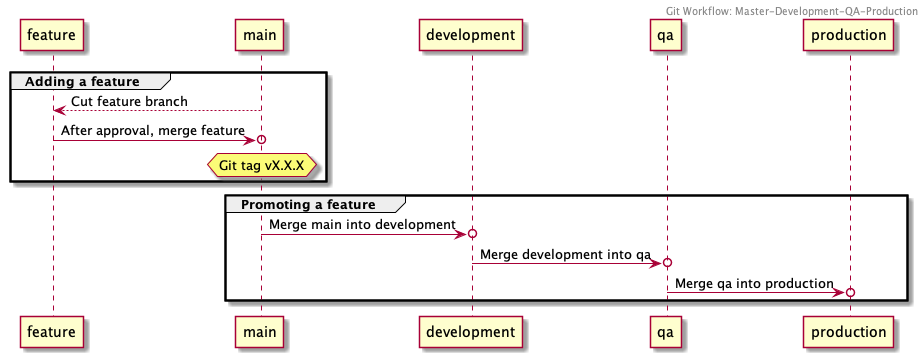 Git Workflow: Master-Development-QA-Production
feature main development qa production
Adding a feature
Cut feature branch
After approval, merge feature
Git tag vX.X.X
Promoting a feature
Merge main into development
Merge development into qa
Merge qa into production
feature main development qa production